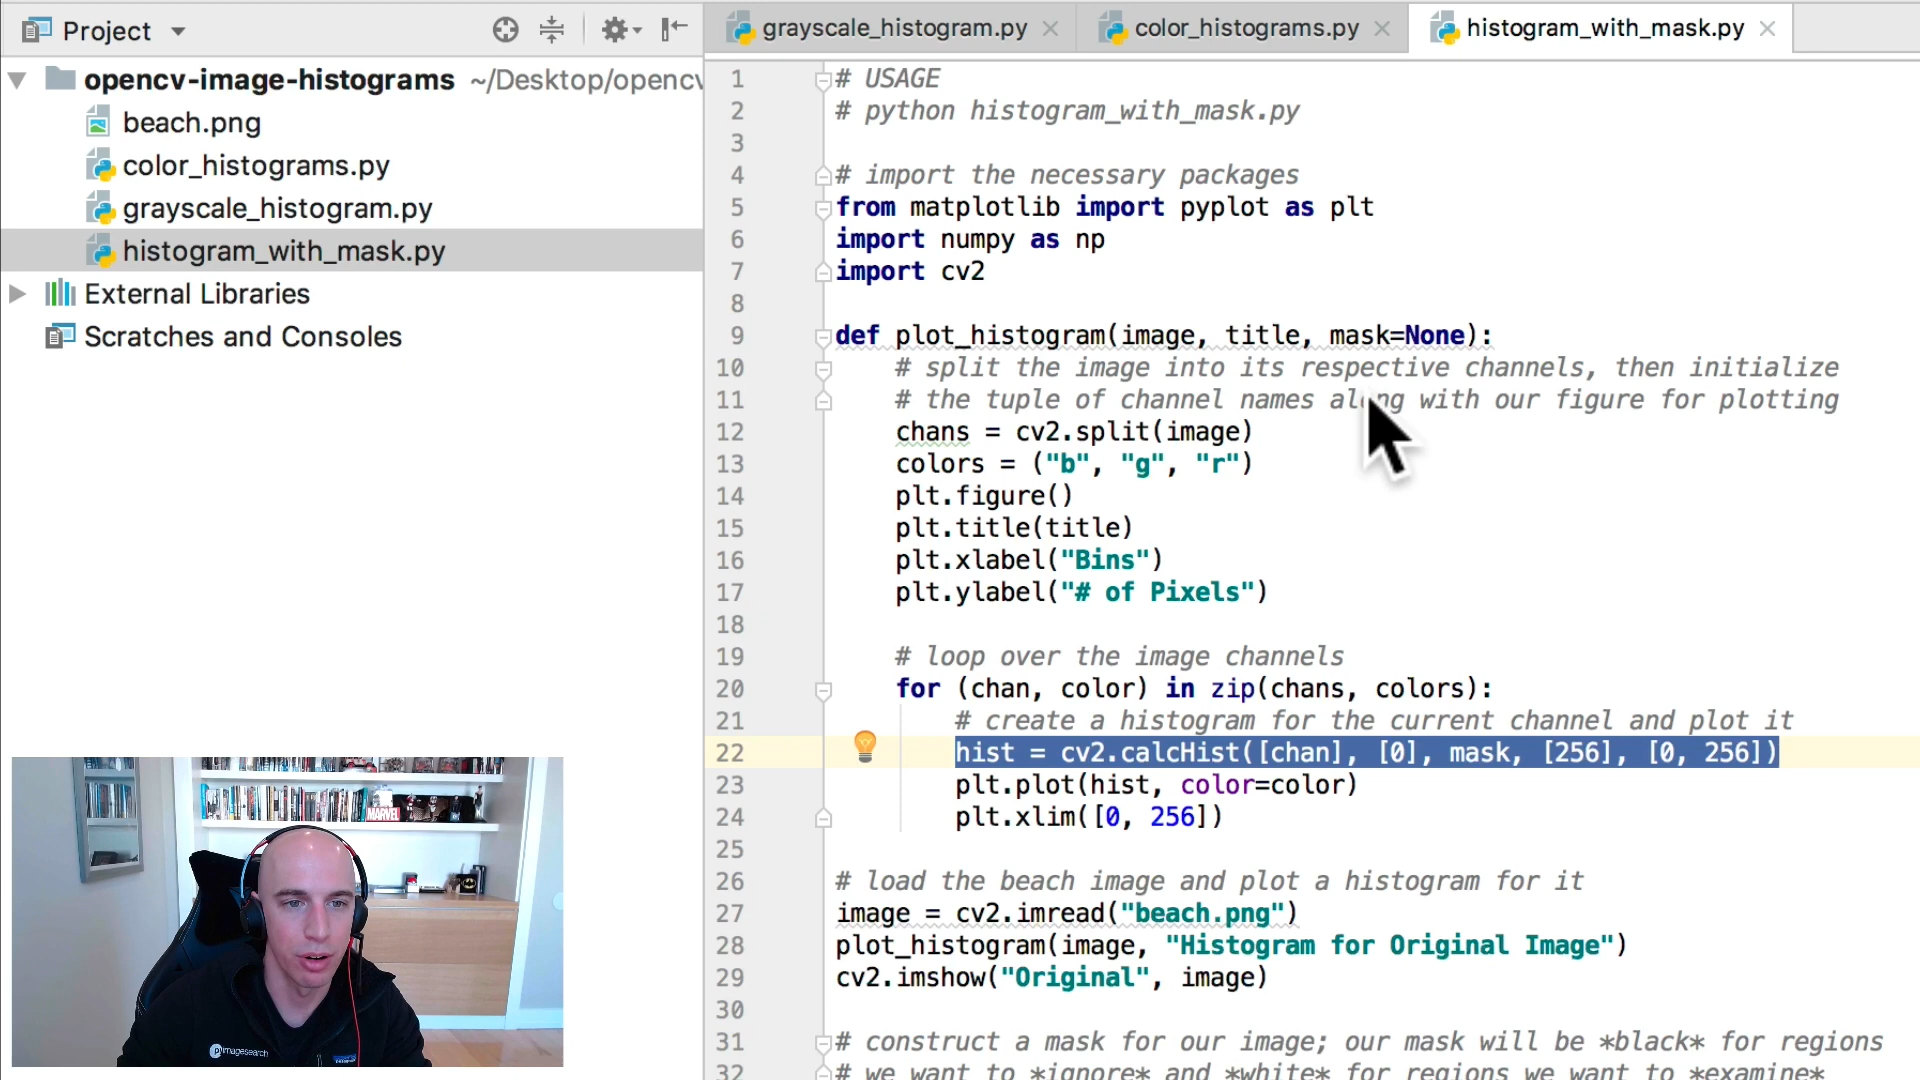 Project
opencv-image-histograms ~/Desktop/opencv
beach.png
color_histograms.py
grayscale_histogram.py
histogram_with_mask.py
External Libraries
Scratches and Consoles
grayscale_histogram.py
color_histograms.py
histogram_with_mask.py
1 # USAGE
2 # python histogram_with_mask.py
3
4 # import the necessary packages
5 from matplotlib import pyplot as plt
6 import numpy as np
7 import cv2
8
9 def plot_histogram(image, title, mask=None):
10 # split the image into its respective channels, then initialize
11 # the tuple of channel names along with our figure for plotting
12 chans = cv2.split(image)
13 colors = ("b", "g", "r")
14 plt.figure()
15 plt.title(title)
16 plt.xlabel("Bins")
17 plt.ylabel("# of Pixels")
18
19 # loop over the image channels
20 for (chan, color) in zip(chans, colors):
21 # create a histogram for the current channel and plot it
22 hist = cv2.calcHist([chan], [0], mask, [256], [0, 256])
23 plt.plot(hist, color=color)
24 plt.xlim([0, 256])
25
26 # load the beach image and plot a histogram for it
27 image = cv2.imread("beach.png")
28 plot_histogram(image, "Histogram for Original Image")
29 cv2.imshow("Original", image)
30
31 # construct a mask for our image; our mask will be *black* for regions
32 # we want to *ignore* and *white* for regions we want to *examine*
MARVEL
pyimagesearch